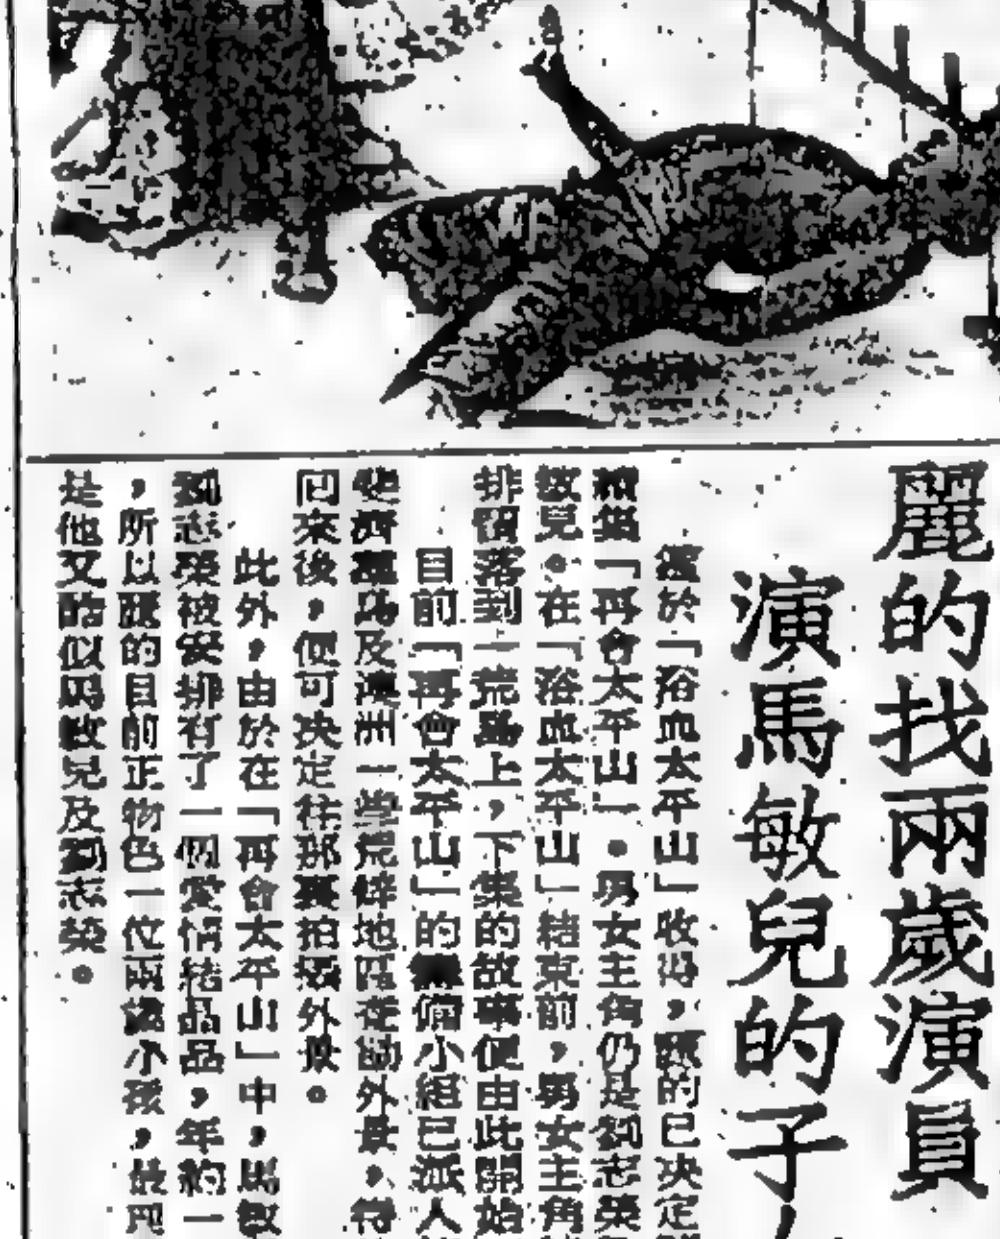 麗的找兩歲演員
演馬敏兒的子
鑑於「浴血太平山」收得，麗的已決定
「再會太平山」。男女主角仍是劉志榮
敏兒。在「浴血太平山」結束前，男女主角
排價落到一荒島上，下集的故事便由此開始
目前「再會太平山」的籌備小組已派人
及澳洲一些荒僻地區勘外景，待
回來後，便可決定往那裏拍攝外景。
此外，由於在「再會太平山」中，馬敏
劉志榮被安排有了一個愛情結晶品，年約一
，所以麗的目前正物色一位兩歲小孩，最
是他又酷似馬敏兒及劉志榮。